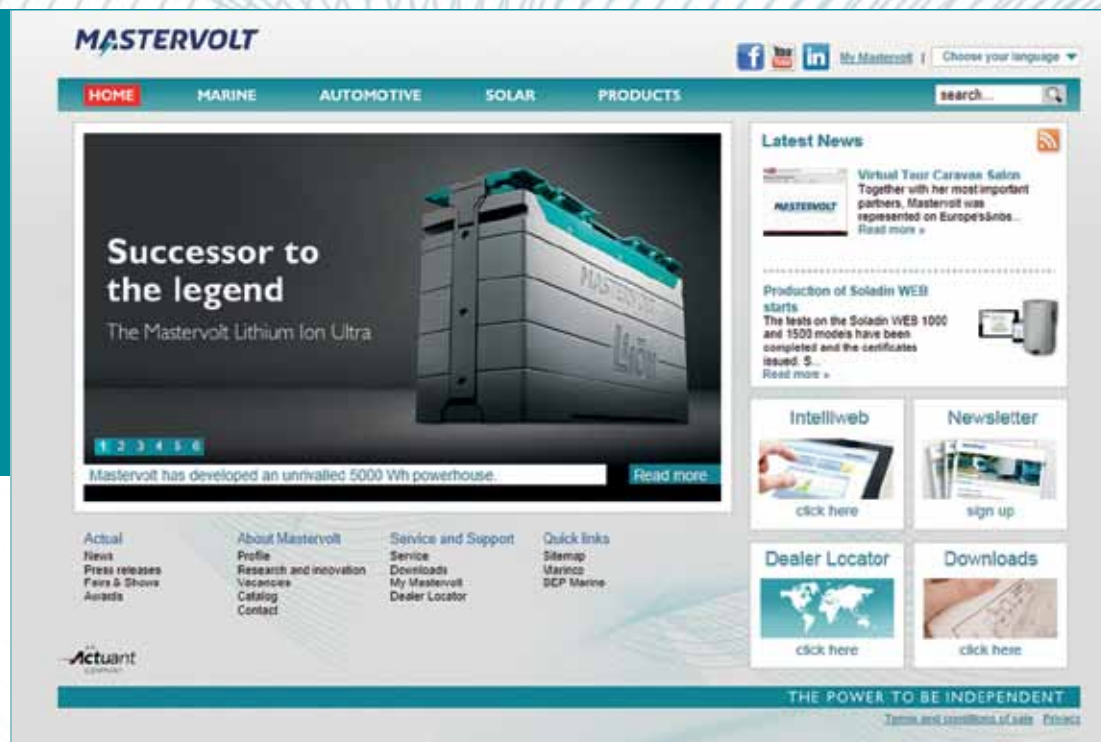 MASTERVOLT
My Mastervolt | Choose your language
HOME MARINE AUTOMOTIVE SOLAR PRODUCTS search...
Successor to
the legend
The Mastervolt Lithium Ion Ultra
MASTERVOLT
1 2 3 4 5 6
Mastervolt has developed an unrivalled 5000 Wh powerhouse. Read more
Latest News
MASTERVOLT
Virtual Tour Caravan Salon
Together with her most important
partners, Mastervolt was
represented on Europe's&nbs...
Read more »
Production of Soladin WEB
starts
The tests on the Soladin WEB 1000
and 1500 models have been
completed and the certificates
issued. S...
Read more »
Intelliweb
click here
Newsletter
sign up
Dealer Locator
click here
Downloads
click here
Actual
News
Press releases
Fairs & Shows
Awards
About Mastervolt
Profile
Research and innovation
Vacancies
Catalog
Contact
Service and Support
Service
Downloads
My Mastervolt
Dealer Locator
Quick links
Sitemap
Marinco
BEP Marine
Actuant
THE POWER TO BE INDEPENDENT
Terms and conditions of sale Privacy